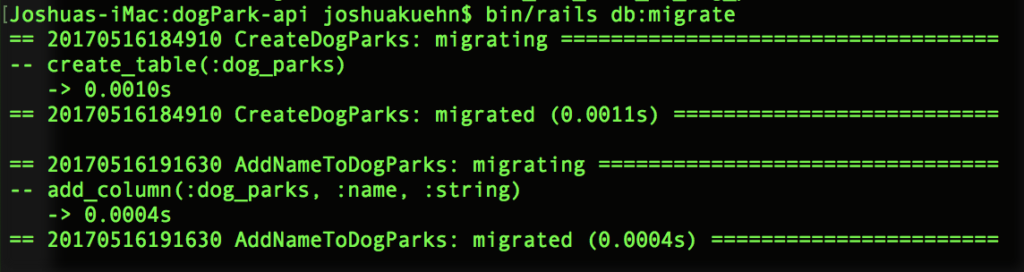 [Joshuas-iMac:dogPark-api joshuakuehn$ bin/rails db:migrate
== 20170516184910 CreateDogParks: migrating ===================================
-- create_table(:dog_parks)
   -> 0.0010s
== 20170516184910 CreateDogParks: migrated (0.0011s) ==========================

== 20170516191630 AddNameToDogParks: migrating ================================
-- add_column(:dog_parks, :name, :string)
   -> 0.0004s
== 20170516191630 AddNameToDogParks: migrated (0.0004s) =======================